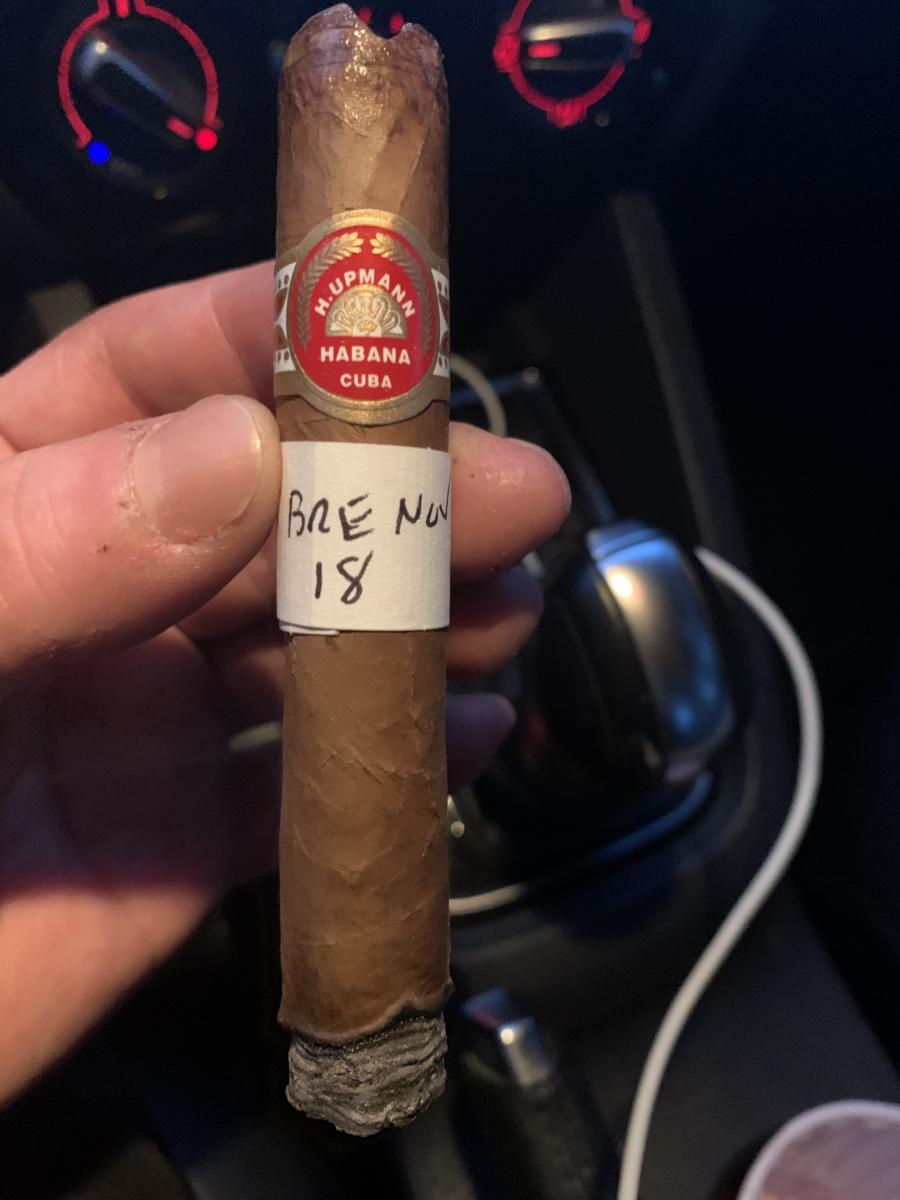 H.UPMANN
HABANA
CUBA
BRE NOV
18